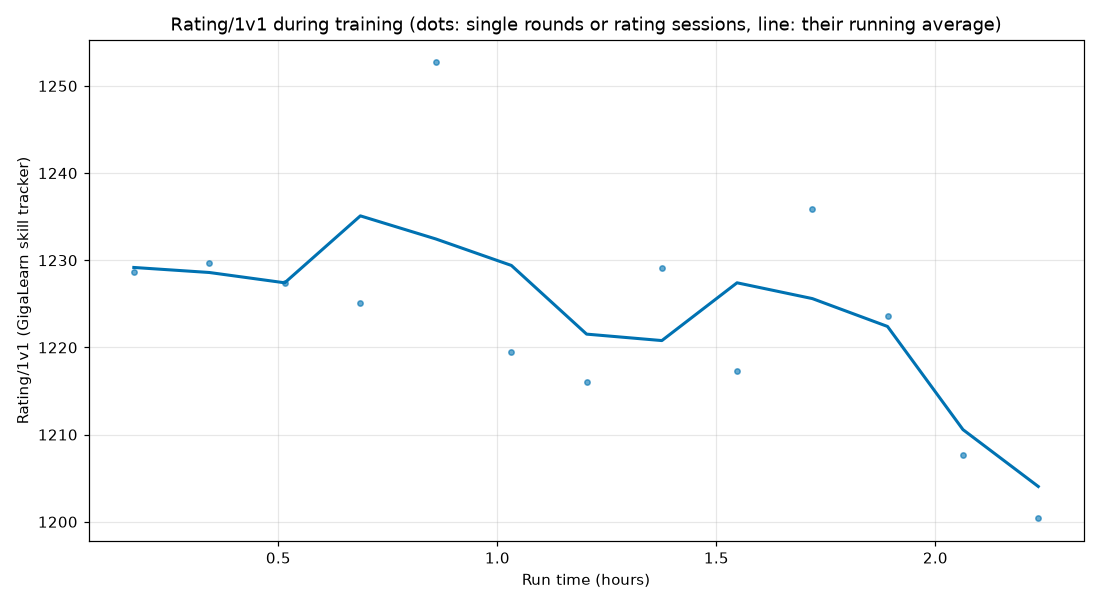 Rating/1v1 during training (dots: single rounds or rating sessions, line: their running average)
Rating/1v1 (GigaLearn skill tracker)
1250
1240
1230
1220
1210
1200
0.5 1.0 1.5 2.0
Run time (hours)